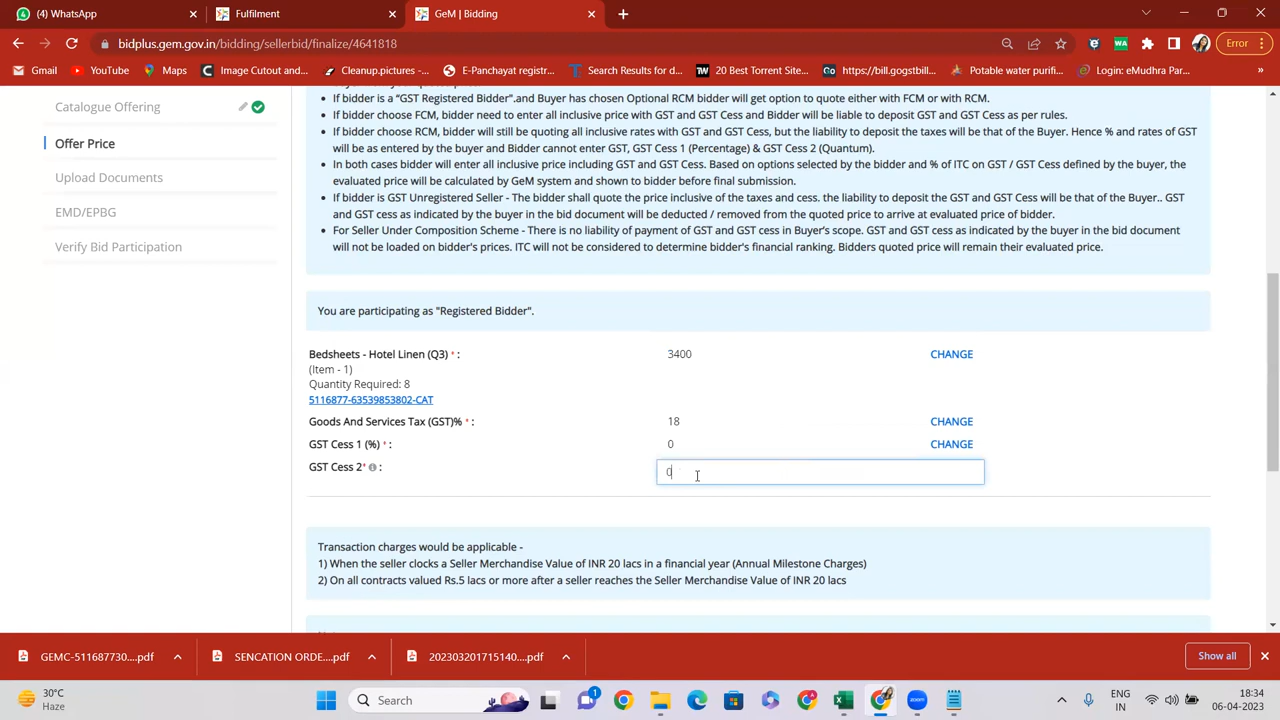 (4) WhatsApp
Fulfilment
GeM | Bidding
bidplus.gem.gov.in/bidding/sellerbid/finalize/4641818
WA
Error
Gmail
YouTube
Maps
Image Cutout and...
Cleanup.pictures -...
E-Panchayat registr...
Search Results for d...
20 Best Torrent Site...
https://bill.gogstbill...
Potable water purifi...
Login: eMudhra Par...
Catalogue Offering
Offer Price
Upload Documents
EMD/EPBG
Verify Bid Participation
• If bidder is a “GST Registered Bidder”.and Buyer has chosen Optional RCM bidder will get option to quote either with FCM or with RCM.
• If bidder choose FCM, bidder need to enter all inclusive price with GST and GST Cess and Bidder will be liable to deposit GST and GST Cess as per rules.
• If bidder choose RCM, bidder will still be quoting all inclusive rates with GST and GST Cess, but the liability to deposit the taxes will be that of the Buyer. Hence % and rates of GST
will be as entered by the buyer and Bidder cannot enter GST, GST Cess 1 (Percentage) & GST Cess 2 (Quantum).
• In both cases bidder will enter all inclusive price including GST and GST Cess. Based on options selected by the bidder and % of ITC on GST / GST Cess defined by the buyer, the
evaluated price will be calculated by GeM system and shown to bidder before final submission.
• If bidder is GST Unregistered Seller - The bidder shall quote the price inclusive of the taxes and cess. the liability to deposit the GST and GST Cess will be that of the Buyer.. GST
and GST cess as indicated by the buyer in the bid document will be deducted / removed from the quoted price to arrive at evaluated price of bidder.
• For Seller Under Composition Scheme - There is no liability of payment of GST and GST cess in Buyer’s scope. GST and GST cess as indicated by the buyer in the bid document
will not be loaded on bidder's prices. ITC will not be considered to determine bidder's financial ranking. Bidders quoted price will remain their evaluated price.
You are participating as "Registered Bidder".
Bedsheets - Hotel Linen (Q3) * : 3400 CHANGE
(Item - 1)
Quantity Required: 8
5116877-63539853802-CAT
Goods And Services Tax (GST)% * : 18 CHANGE
GST Cess 1 (%) * : 0 CHANGE
GST Cess 2* : 0
Transaction charges would be applicable -
1) When the seller clocks a Seller Merchandise Value of INR 20 lacs in a financial year (Annual Milestone Charges)
2) On all contracts valued Rs.5 lacs or more after a seller reaches the Seller Merchandise Value of INR 20 lacs
GEMC-511687730....pdf
SENCATION ORDE....pdf
202303201715140....pdf
Show all
30°C
Haze
Search
1
ENG
IN
18:34
06-04-2023